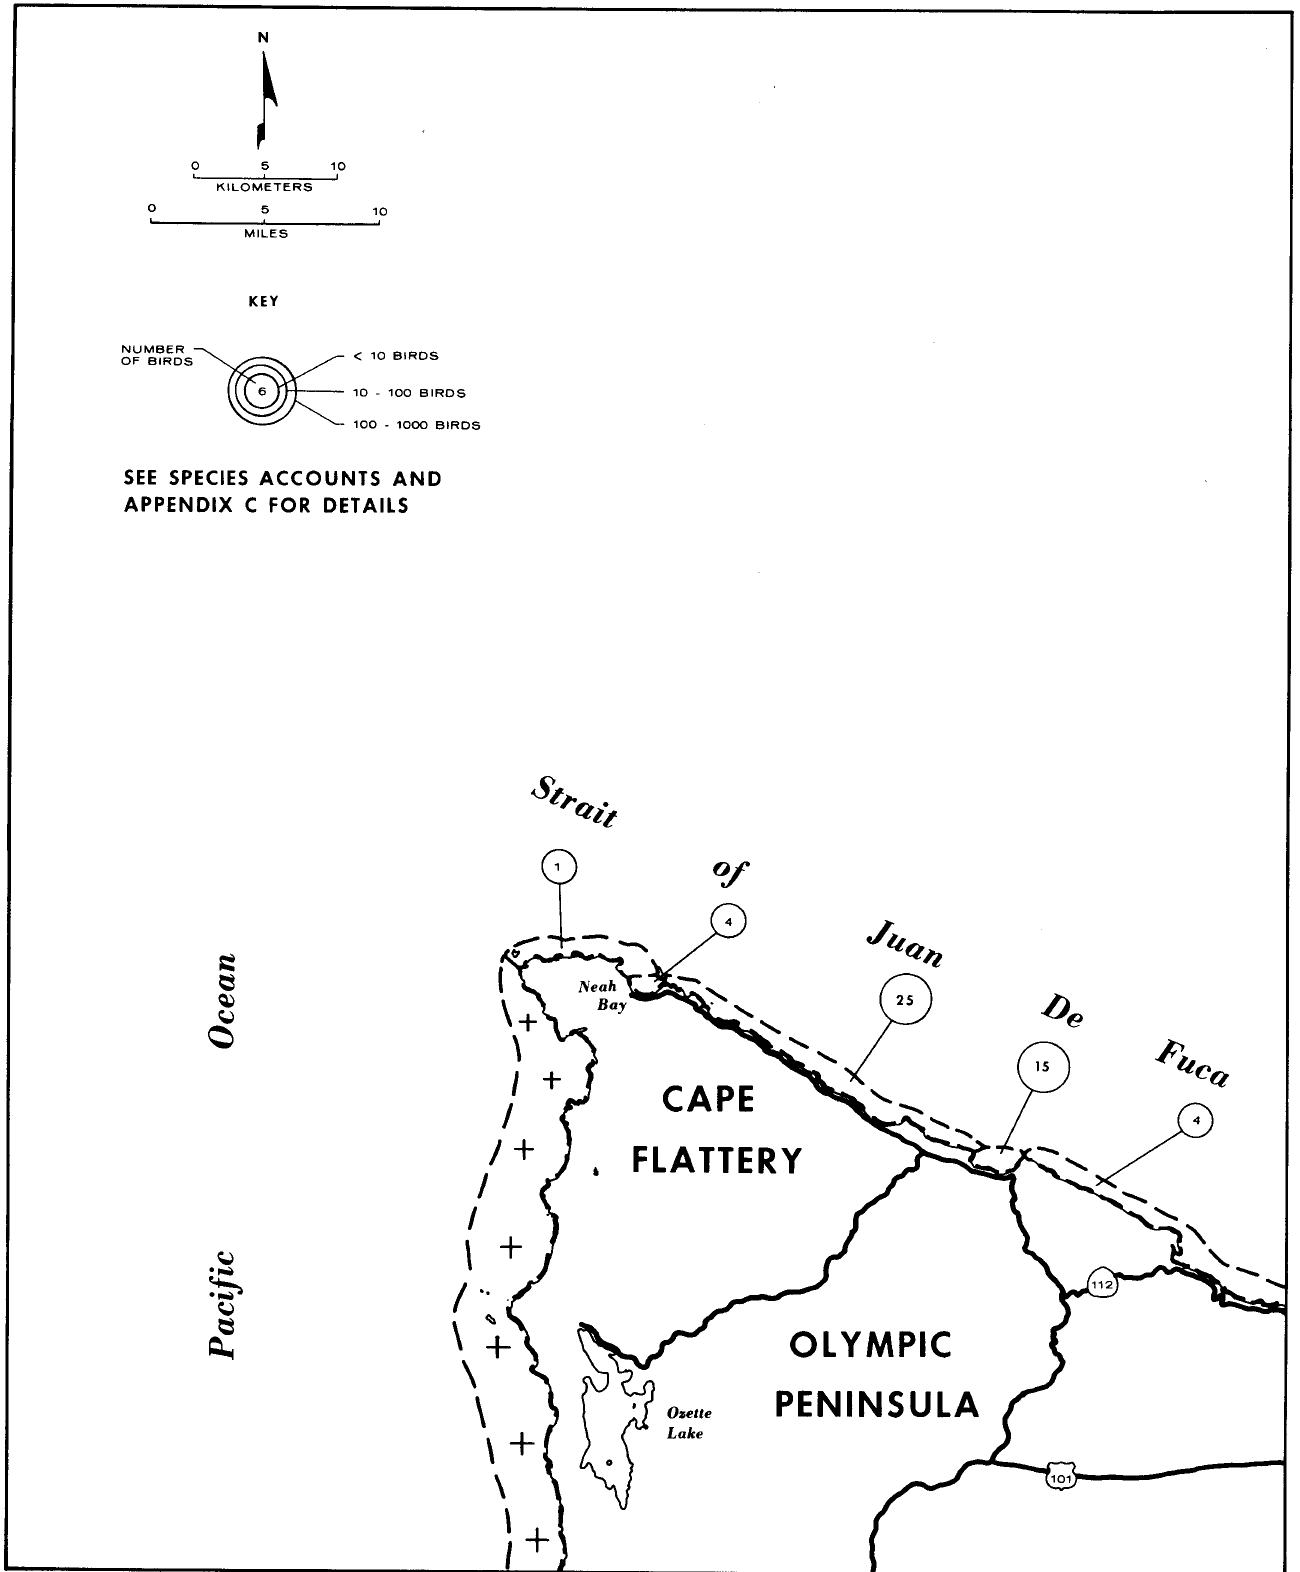 N
0 5 10
KILOMETERS
0 5 10
MILES
KEY
NUMBER
OF BIRDS
6
< 10 BIRDS
10 - 100 BIRDS
100 - 1000 BIRDS
SEE SPECIES ACCOUNTS AND
APPENDIX C FOR DETAILS
Strait
of
Juan
De
Fuca
1
4
25
15
4
Ocean
Pacific
Neah
Bay
CAPE
FLATTERY
112
OLYMPIC
PENINSULA
Ozette
Lake
101